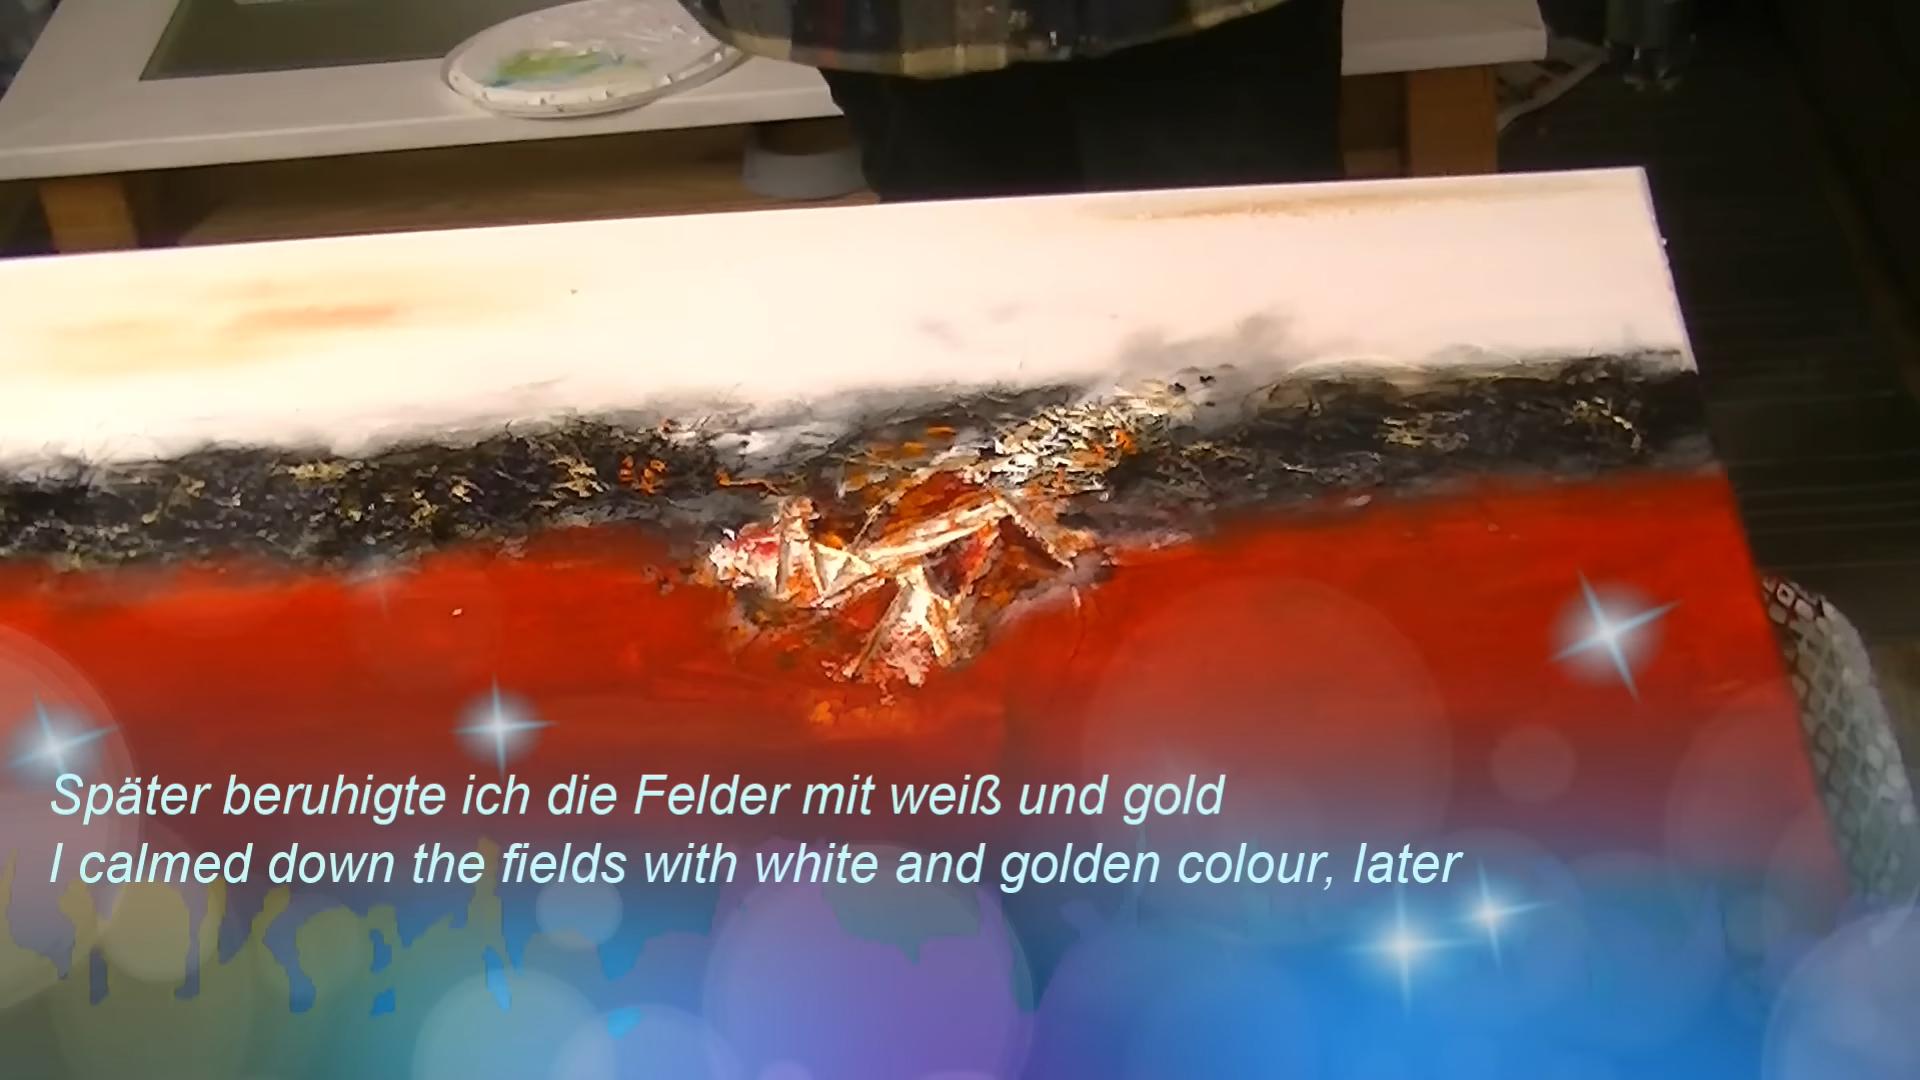 Später beruhigte ich die Felder mit weiß und gold
I calmed down the fields with white and golden colour, later